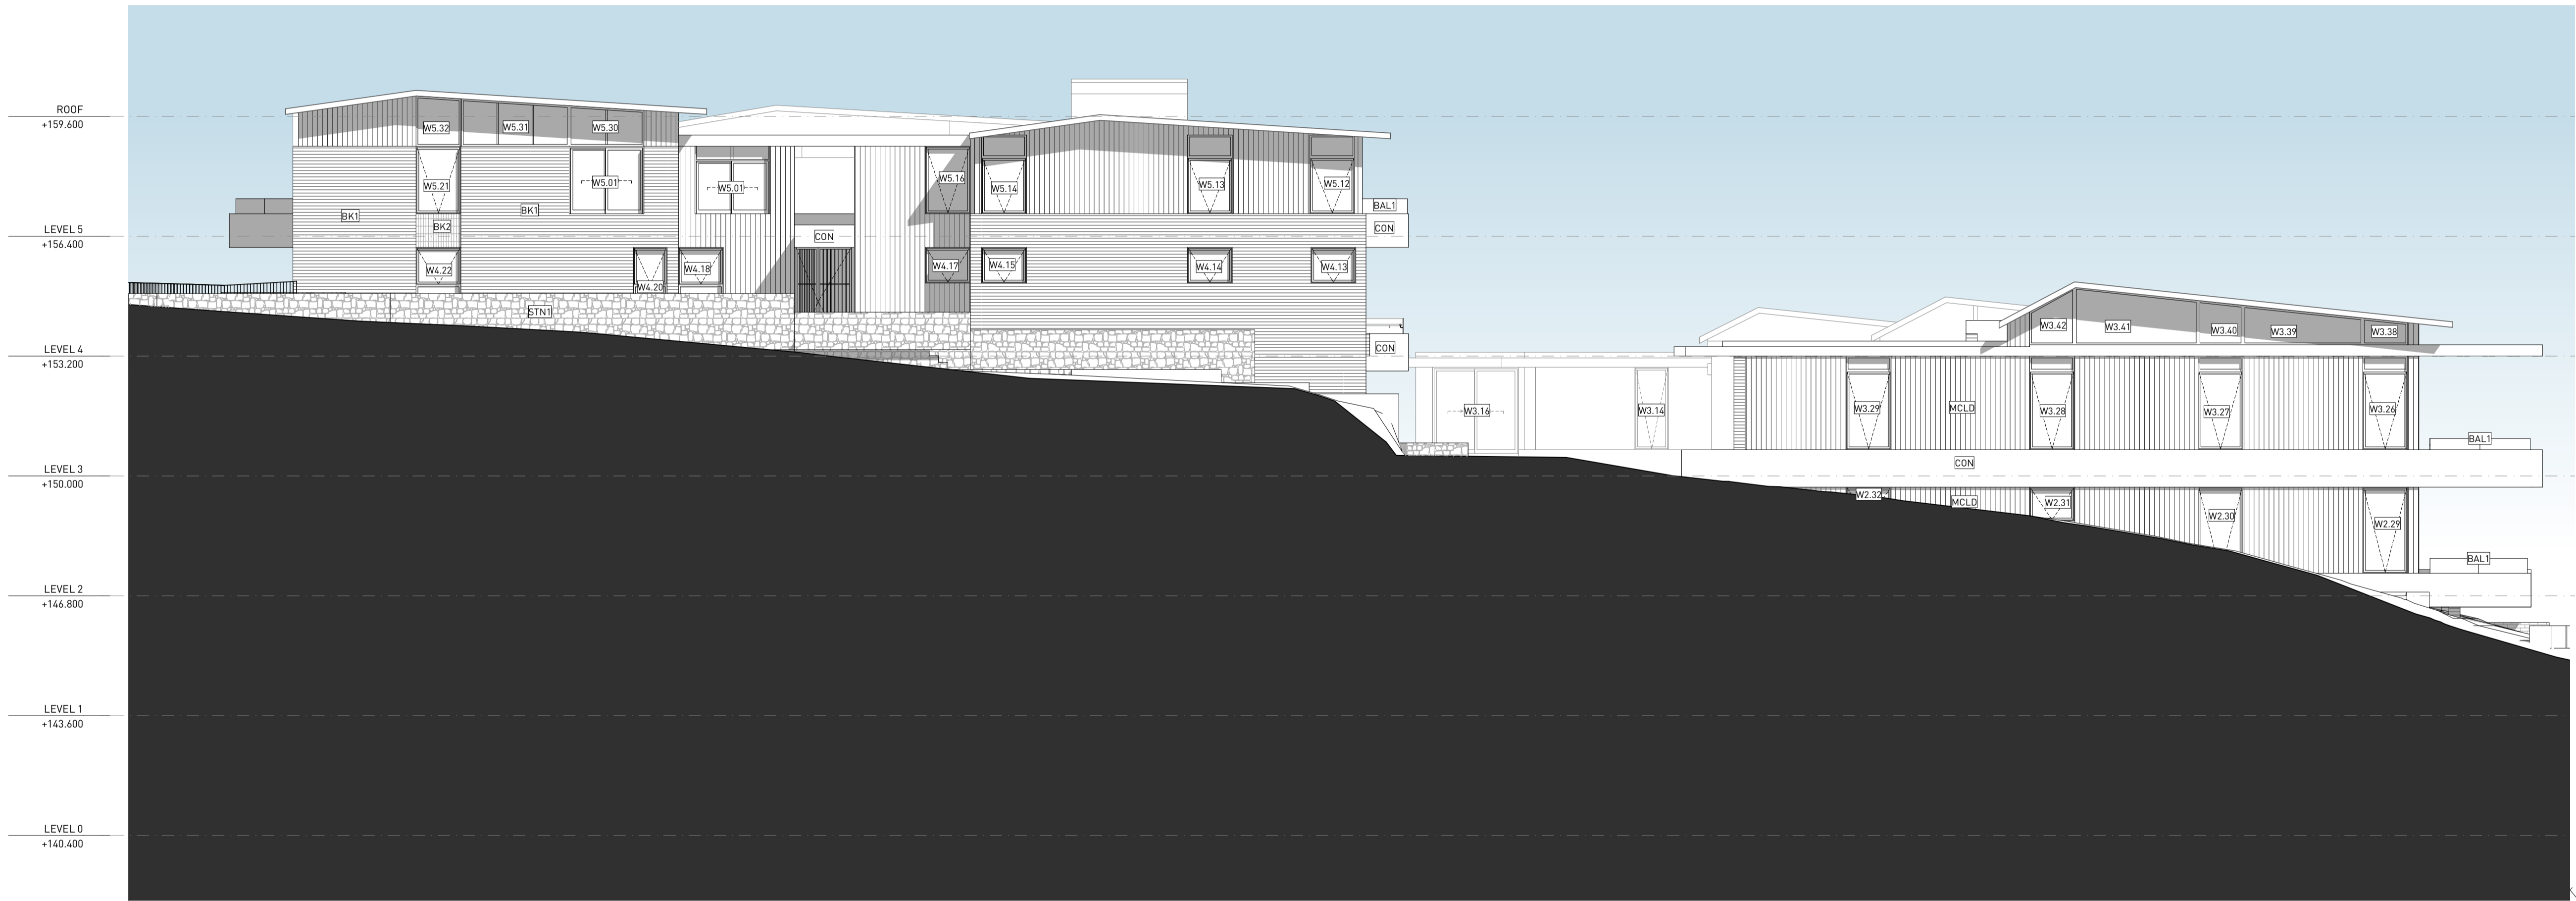 ROOF
+159.600
W5.32
W5.31
W5.30
W5.21
W5.01
W5.01
W5.16
W5.14
W5.13
W5.12
BK1
BK1
BK2
BAL1
LEVEL 5
+156.400
CON
CON
W4.22
W4.20
W4.18
W4.17
W4.15
W4.14
W4.13
STN1
W3.42
W3.41
W3.40
W3.39
W3.38
LEVEL 4
+153.200
CON
W3.16
W3.14
W3.29
MCLD
W3.28
W3.27
W3.26
BAL1
LEVEL 3
+150.000
CON
W2.32
MCLD
W2.31
W2.30
W2.29
BAL1
LEVEL 2
+146.800
LEVEL 1
+143.600
LEVEL 0
+140.400